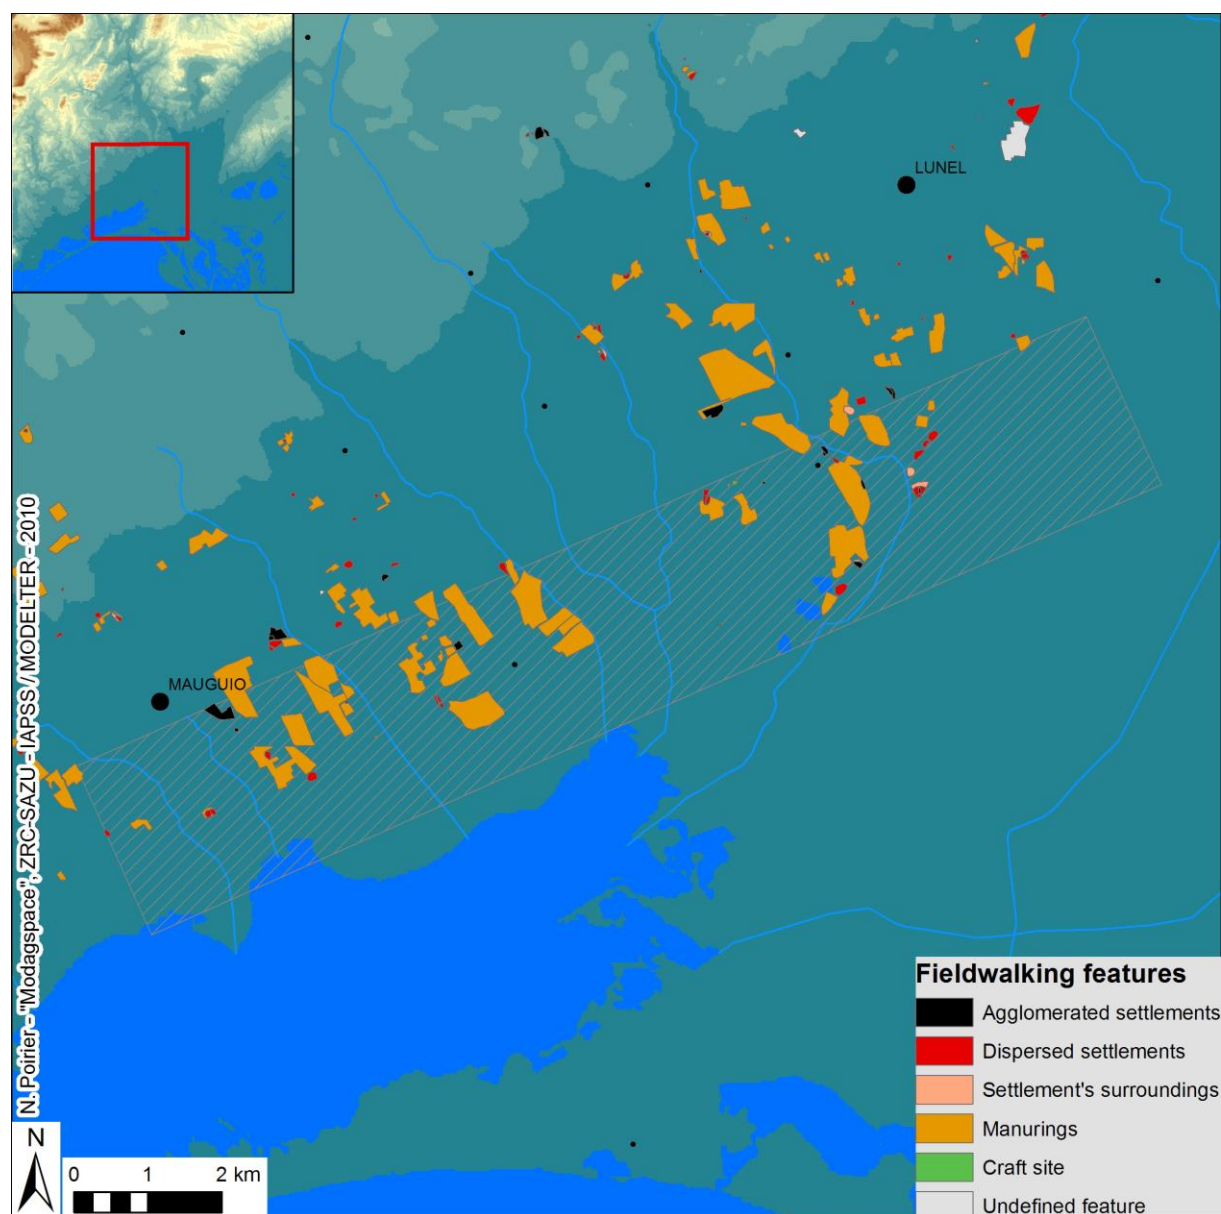 LUNEL
MAUGUIO
N. Poirier - "Modagspace", ZRC-SAZU - IAPSS / MODELTER - 2010
N
0 1 2 km
Fieldwalking features
Agglomerated settlements
Dispersed settlements
Settlement's surroundings
Manurings
Craft site
Undefined feature